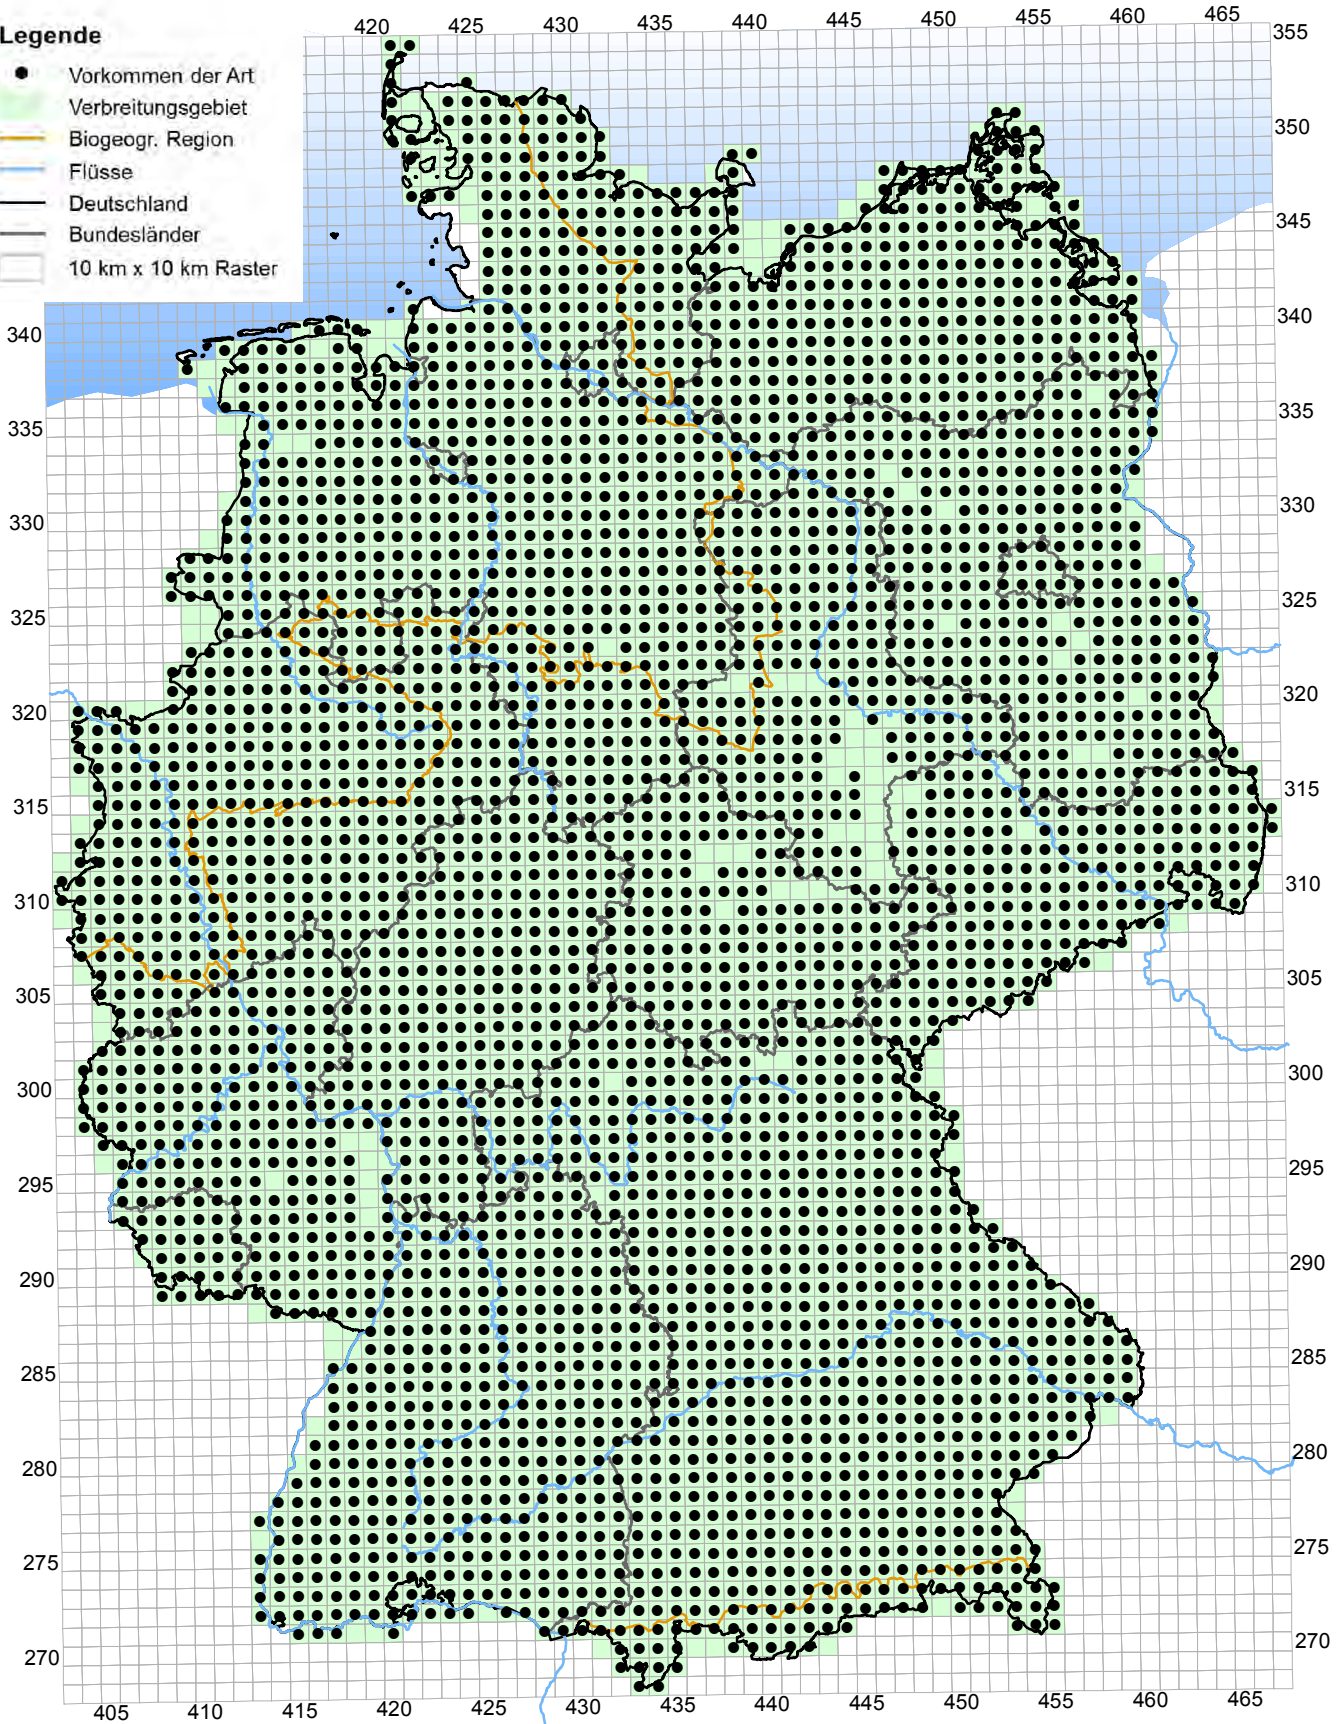 Legende
Vorkommen der Art
Verbreitungsgebiet
Biogeogr. Region
Flüsse
Deutschland
Bundesländer
10 km x 10 km Raster
420 425 430 435 440 445 450 455 460 465
355
350
345
340 340
335 335
330 330
325 325
320 320
315 315
310 310
305 305
300 300
295 295
290 290
285 285
280 280
275 275
270 270
405 410 415 420 425 430 435 440 445 450 455 460 465